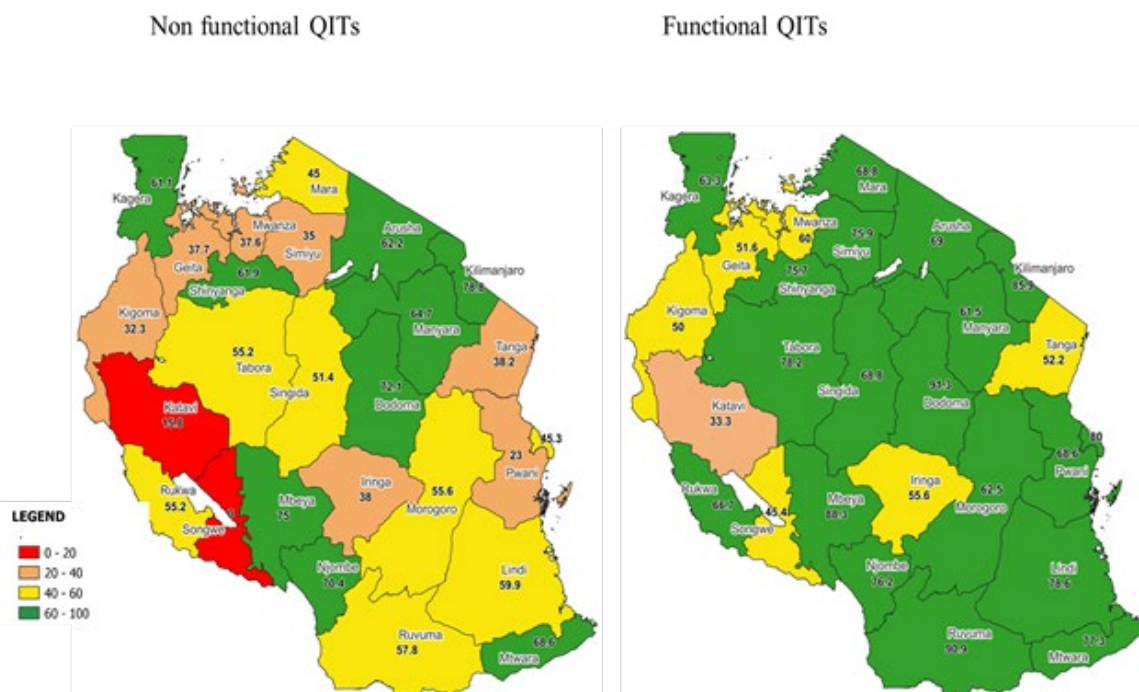 Non functional QITs
Functional QITs
61.1
Kagera
45
Mara
Mwanza
37.6
35
Simiyu
37.7
Geita
Arusha
62.2
61.9
Shinyanga
Kilimanjaro
78.8
Kigoma
32.3
64.7
Manyara
Tanga
38.2
55.2
Tabora
51.4
Singida
72.1
Dodoma
Katavi
15.8
45.3
23
Pwani
Rukwa
55.2
Songwe
Mbeya
75
Iringa
38
55.6
Morogoro
Njombe
70.4
Lindi
59.9
Ruvuma
57.8
68.6
Mtwara
LEGEND
0 - 20
20 - 40
40 - 60
60 - 100
63.3
Kagera
68.8
Mara
Mwanza
60
75.9
Simiyu
51.6
Geita
Arusha
69
75.7
Shinyanga
Kilimanjaro
Kigoma
50
61.5
Manyara
Tanga
52.2
Tabora
78.2
68.8
Singida
91.3
Dodoma
Katavi
33.3
80
68.6
Pwani
Rukwa
66.7
45.4
Songwe
Mbeya
88.3
Iringa
55.6
62.5
Morogoro
Njombe
76.2
Lindi
78.6
Ruvuma
90.9
77.3
Mtwara